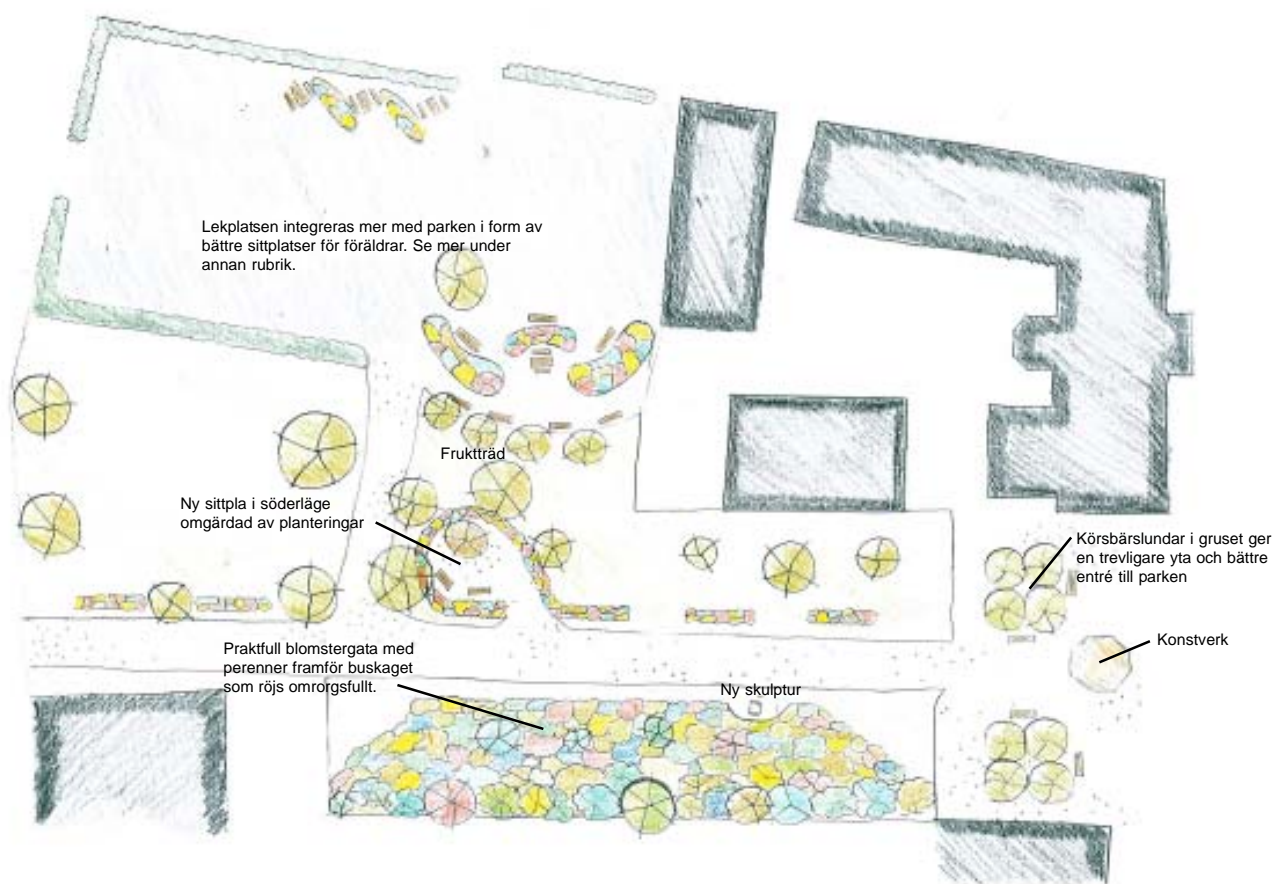 Lekplatsen integreras mer med parken i form av
bättre sittplatser för föräldrar. Se mer under
annan rubrik.
Fruktträd
Ny sittpla i söderläge
omgärdad av planteringar
Körsbärslundar i gruset ger
en trevligare yta och bättre
entré till parken
Konstverk
Praktfull blomstergata med
perenner framför buskaget
som röjs omrorgsfullt.
Ny skulptur